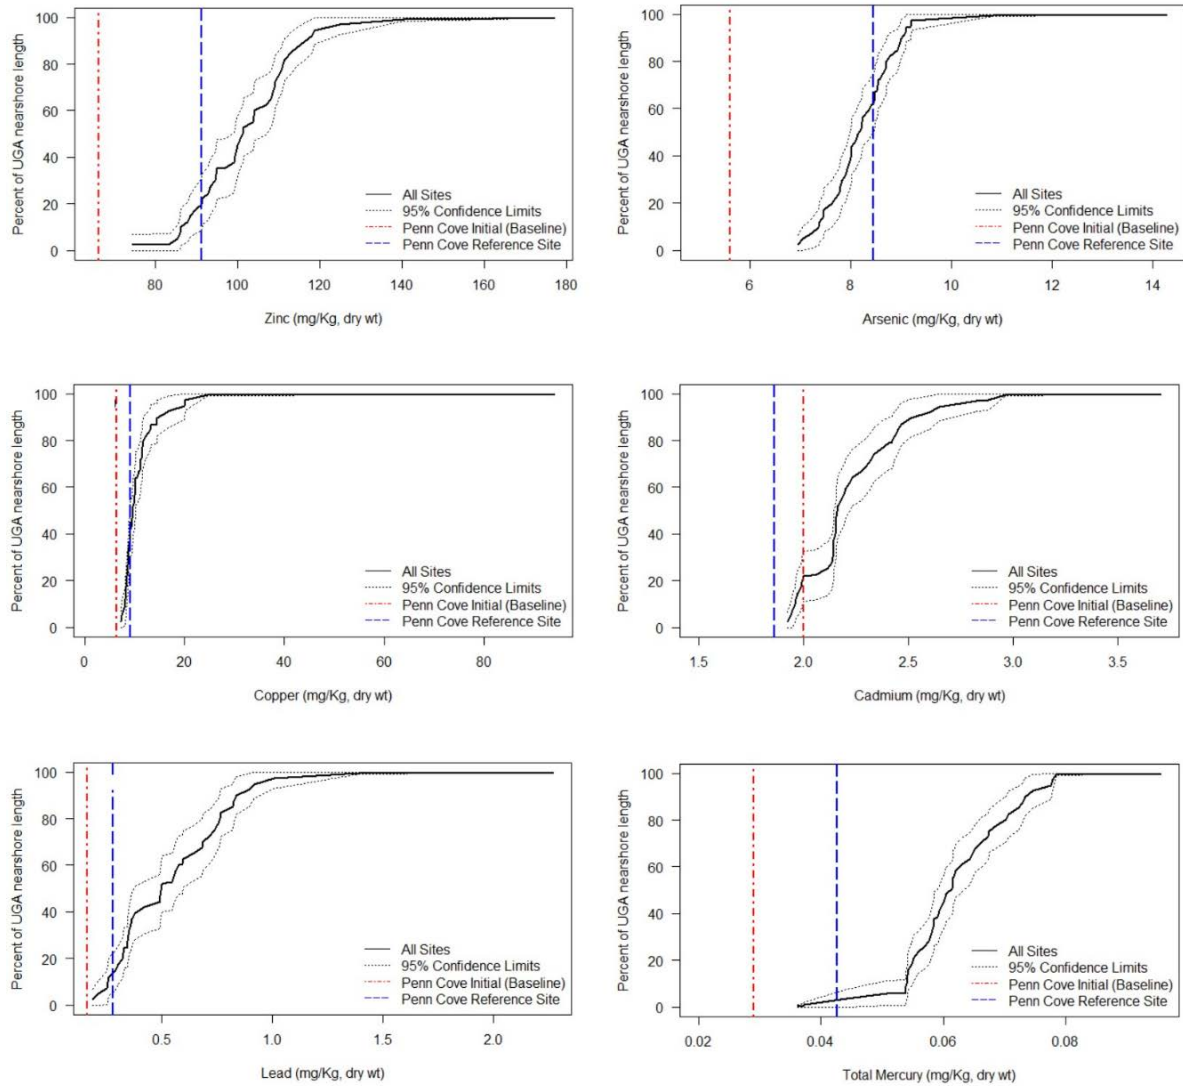 Percent of UGA nearshore length
100
80
60
40
20
0
All Sites
95% Confidence Limits
Penn Cove Initial (Baseline)
Penn Cove Reference Site
80 100 120 140 160 180
Zinc (mg/Kg, dry wt)
Percent of UGA nearshore length
100
80
60
40
20
0
All Sites
95% Confidence Limits
Penn Cove Initial (Baseline)
Penn Cove Reference Site
6 8 10 12 14
Arsenic (mg/Kg, dry wt)
Percent of UGA nearshore length
100
80
60
40
20
0
All Sites
95% Confidence Limits
Penn Cove Initial (Baseline)
Penn Cove Reference Site
0 20 40 60 80
Copper (mg/Kg, dry wt)
Percent of UGA nearshore length
100
80
60
40
20
0
All Sites
95% Confidence Limits
Penn Cove Initial (Baseline)
Penn Cove Reference Site
1.5 2.0 2.5 3.0 3.5
Cadmium (mg/Kg, dry wt)
Percent of UGA nearshore length
100
80
60
40
20
0
All Sites
95% Confidence Limits
Penn Cove Initial (Baseline)
Penn Cove Reference Site
0.5 1.0 1.5 2.0
Lead (mg/Kg, dry wt)
Percent of UGA nearshore length
100
80
60
40
20
0
All Sites
95% Confidence Limits
Penn Cove Initial (Baseline)
Penn Cove Reference Site
0.02 0.04 0.06 0.08
Total Mercury (mg/Kg, dry wt)